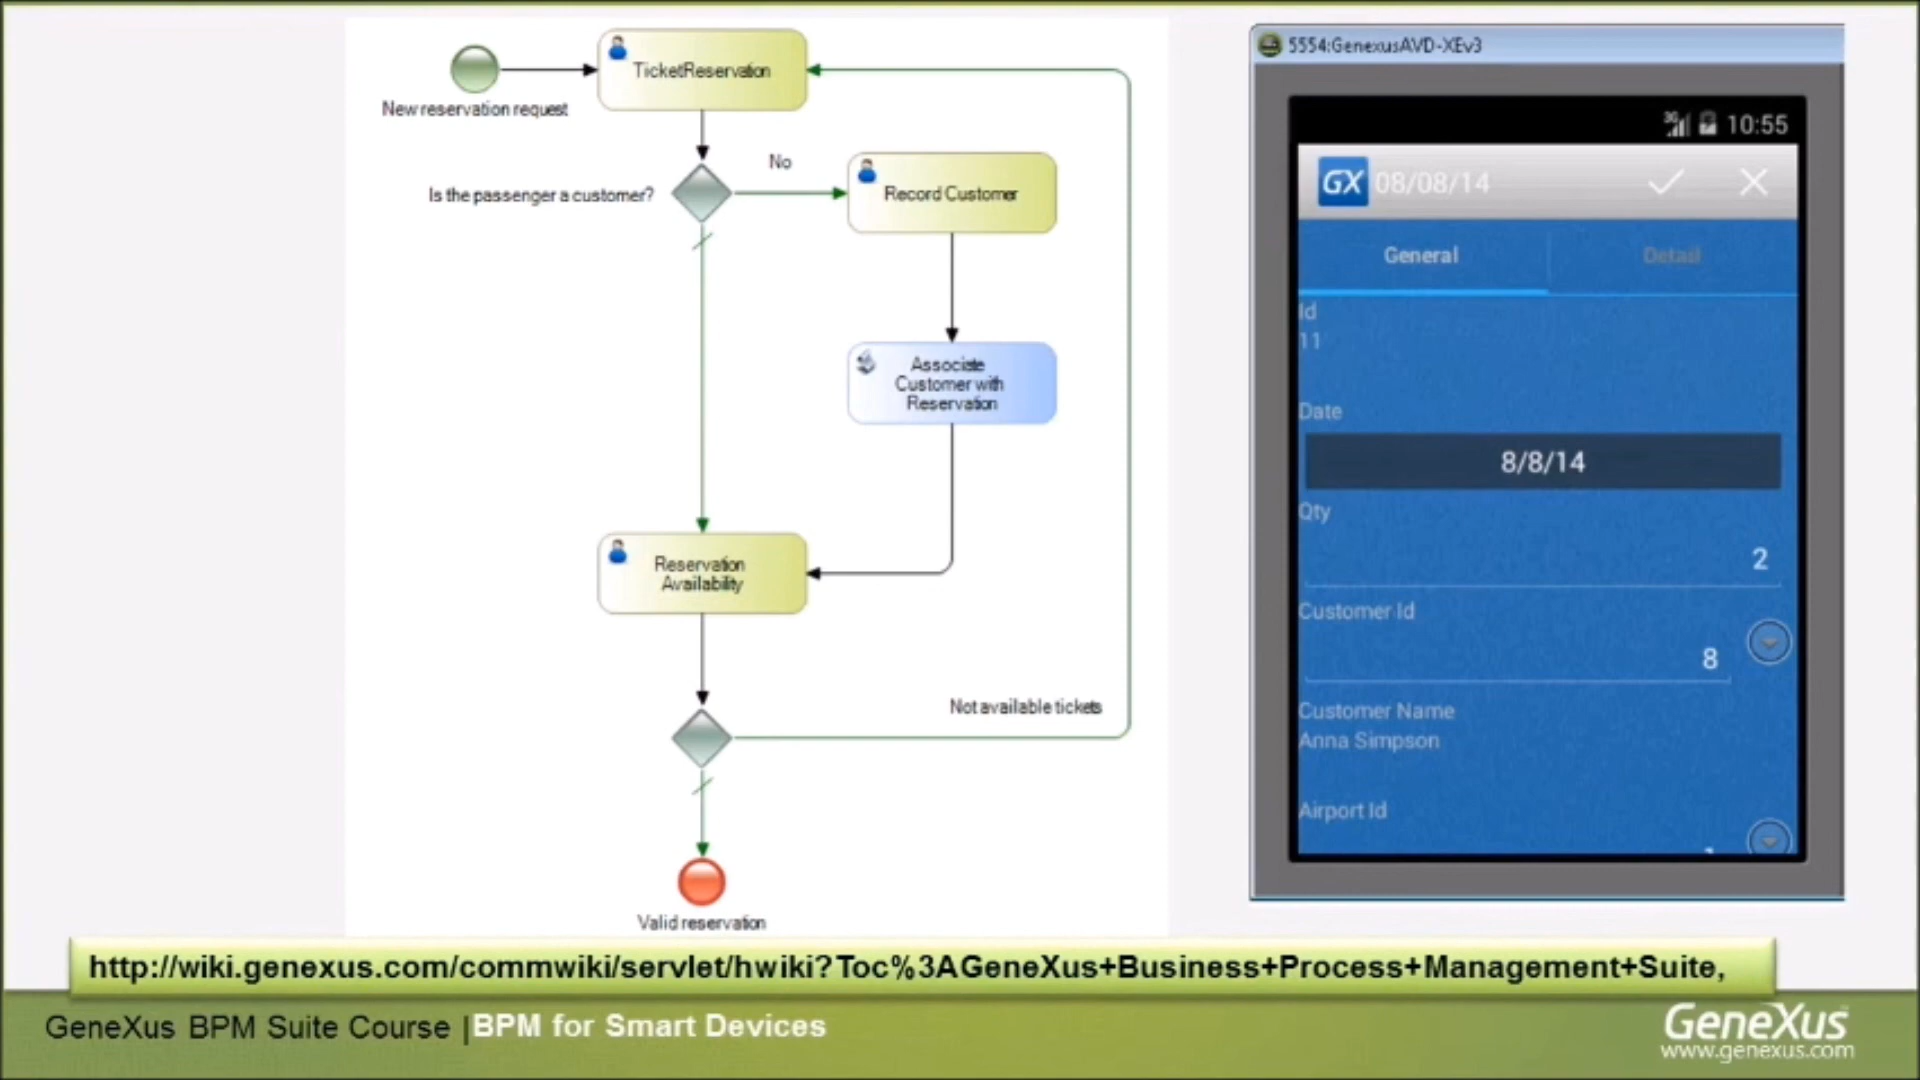 TicketReservation
New reservation request
No
Is the passenger a customer?
Record Customer
Associate
Customer with
Reservation
Reservation
Availability
Not available tickets
Valid reservation
5554:GenexusAVD-XEv3
3G
10:55
GX
08/08/14
General
Detail
Id
11
Date
8/8/14
Qty
2
Customer Id
8
Customer Name
Anna Simpson
Airport Id
http://wiki.genexus.com/commwiki/servlet/hwiki?Toc%3AGeneXus+Business+Process+Management+Suite,
GeneXus BPM Suite Course |BPM for Smart Devices
GeneXus
www.genexus.com